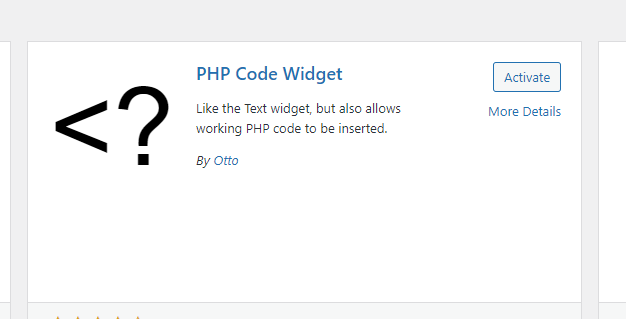 <?
PHP Code Widget
Activate
Like the Text widget, but also allows
More Details
working PHP code to be inserted.
By Otto